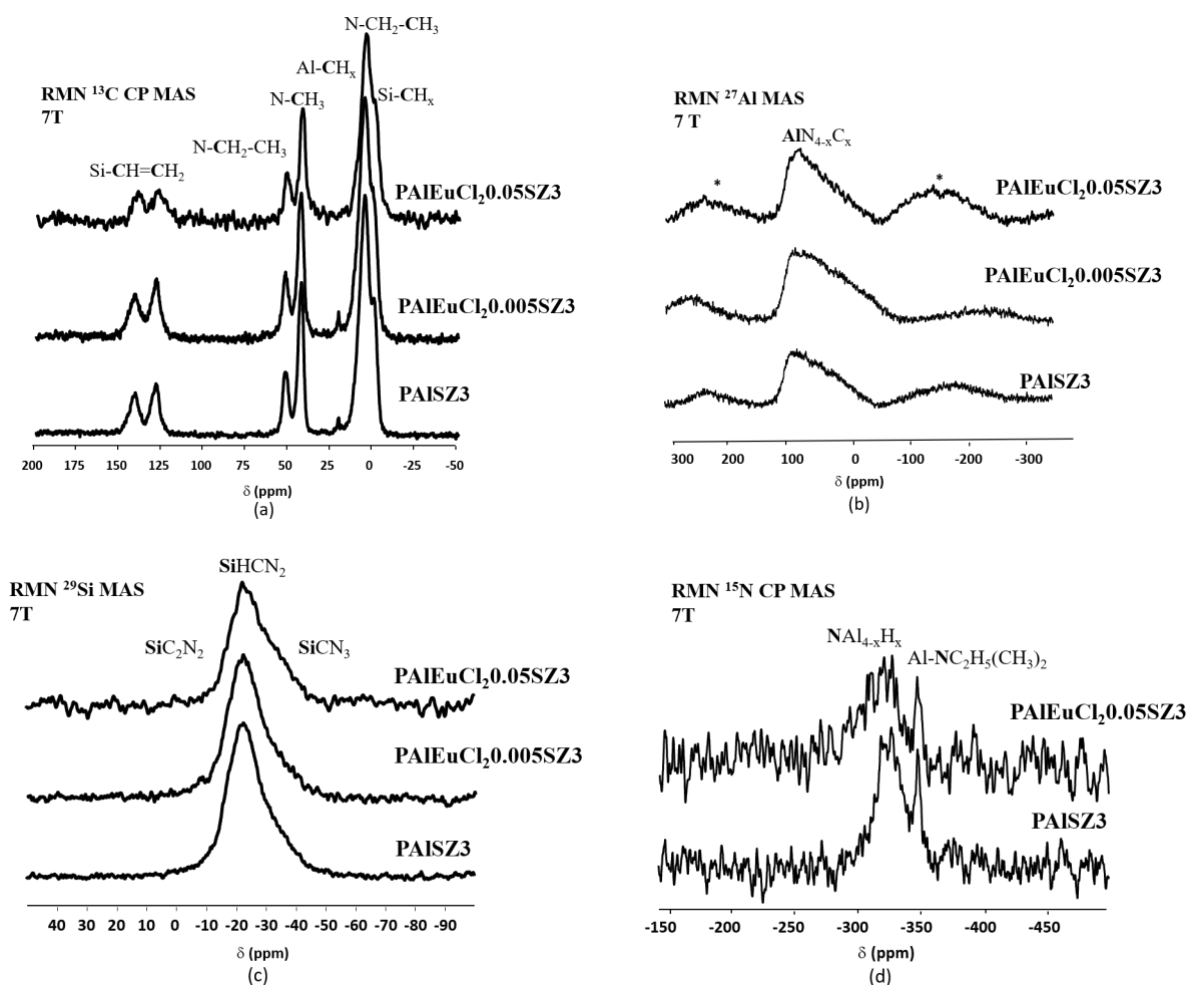 RMN ¹³C CP MAS
7T
N-CH₂-CH₃
Al-CHₓ
Si-CHₓ
N-CH₃
N-CH₂-CH₃
Si-CH=CH₂
PAlEuCl₂0.05SZ3
PAlEuCl₂0.005SZ3
PAlSZ3
200 175 150 125 100 75 50 25 0 -25 -50
δ (ppm)
(a)
RMN ²⁷Al MAS
7 T
AlN₄₋ₓCₓ
* *
PAlEuCl₂0.05SZ3
PAlEuCl₂0.005SZ3
PAlSZ3
300 200 100 0 -100 -200 -300
δ (ppm)
(b)
RMN ²⁹Si MAS
7T
SiHCN₂
SiC₂N₂
SiCN₃
PAlEuCl₂0.05SZ3
PAlEuCl₂0.005SZ3
PAlSZ3
40 30 20 10 0 -10 -20 -30 -40 -50 -60 -70 -80 -90
δ (ppm)
(c)
RMN ¹⁵N CP MAS
7T
NAl₄₋ₓHₓ
Al-NC₂H₅(CH₃)₂
PAlEuCl₂0.05SZ3
PAlSZ3
-150 -200 -250 -300 -350 -400 -450
δ (ppm)
(d)